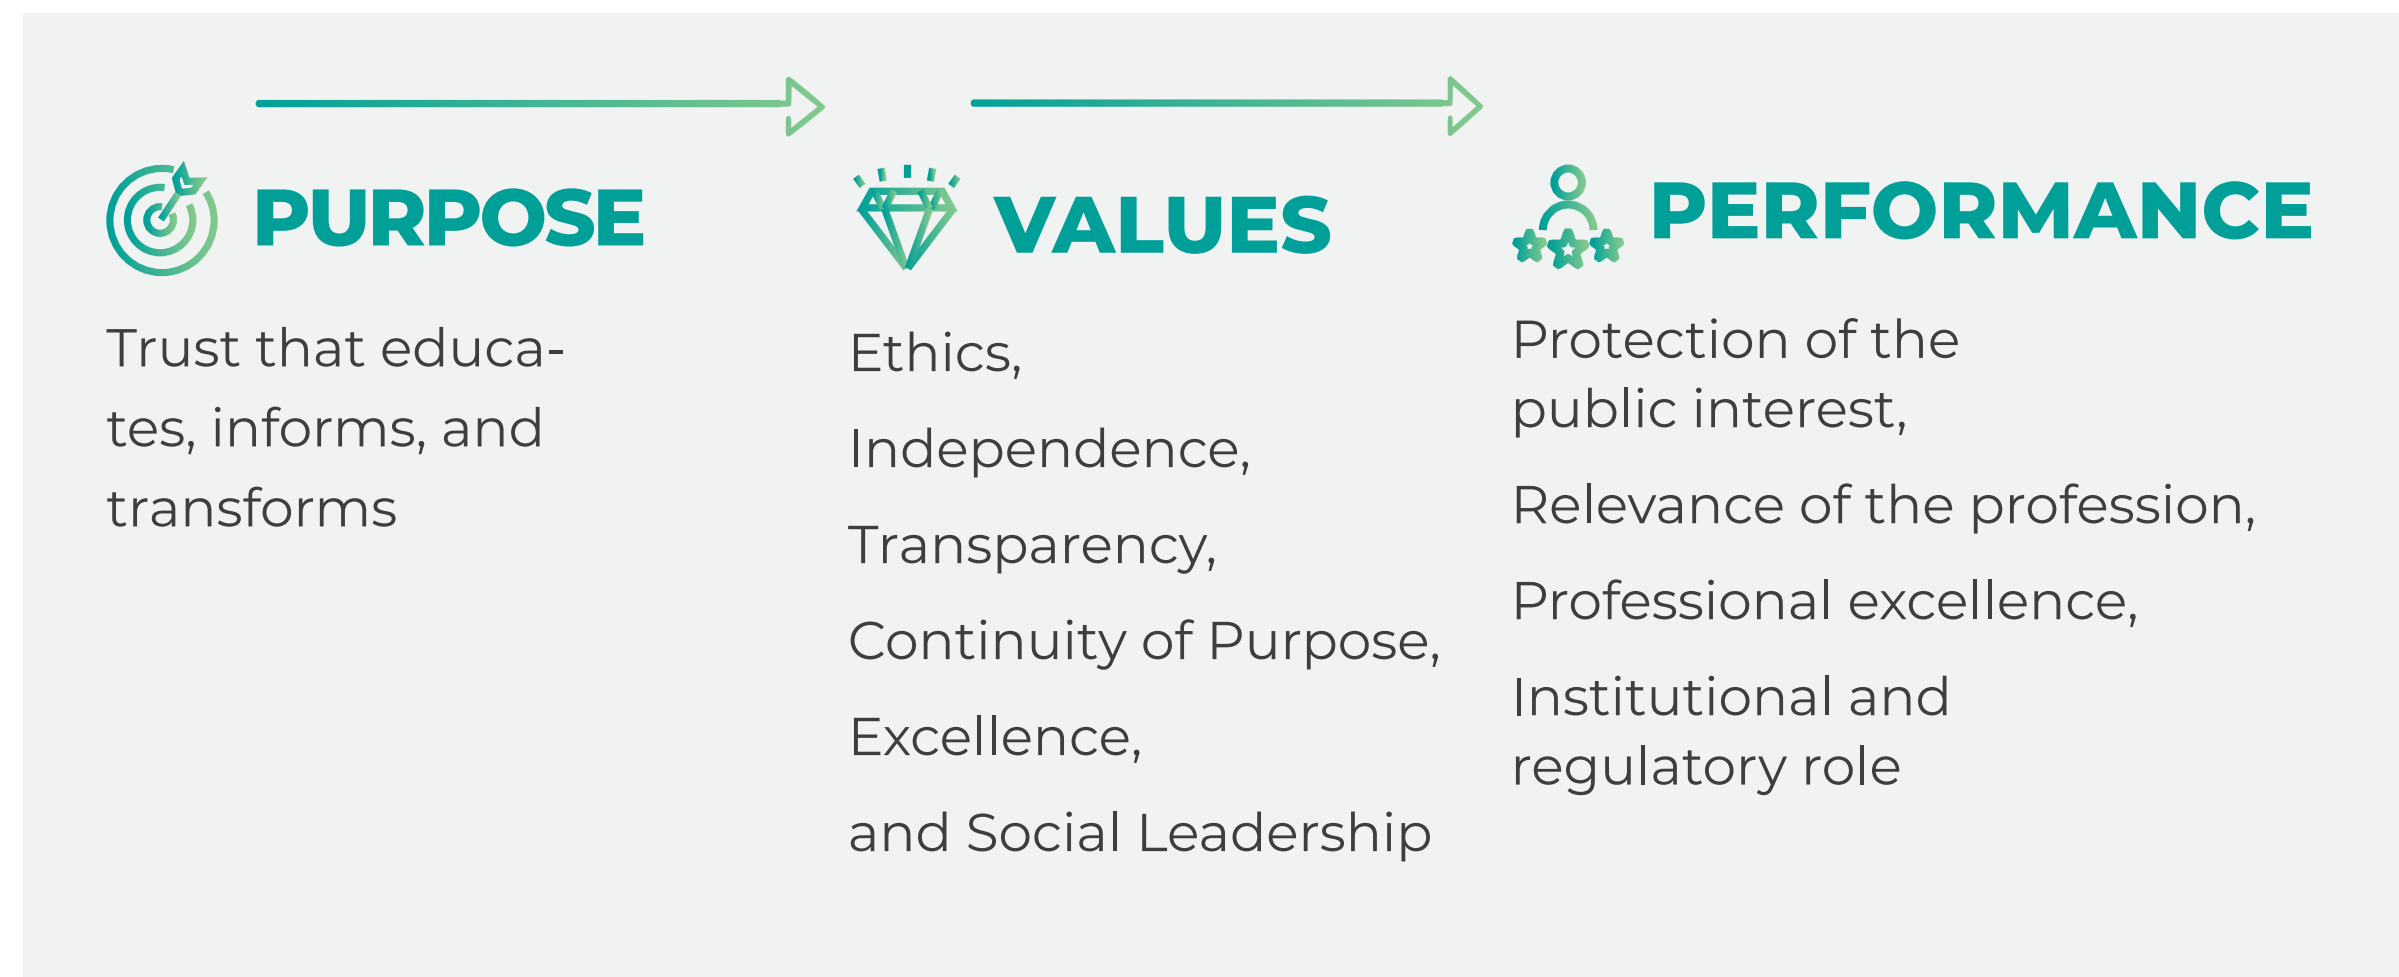 PURPOSE
Trust that educa-
tes, informs, and
transforms
VALUES
Ethics,
Independence,
Transparency,
Continuity of Purpose,
Excellence,
and Social Leadership
PERFORMANCE
Protection of the
public interest,
Relevance of the profession,
Professional excellence,
Institutional and
regulatory role